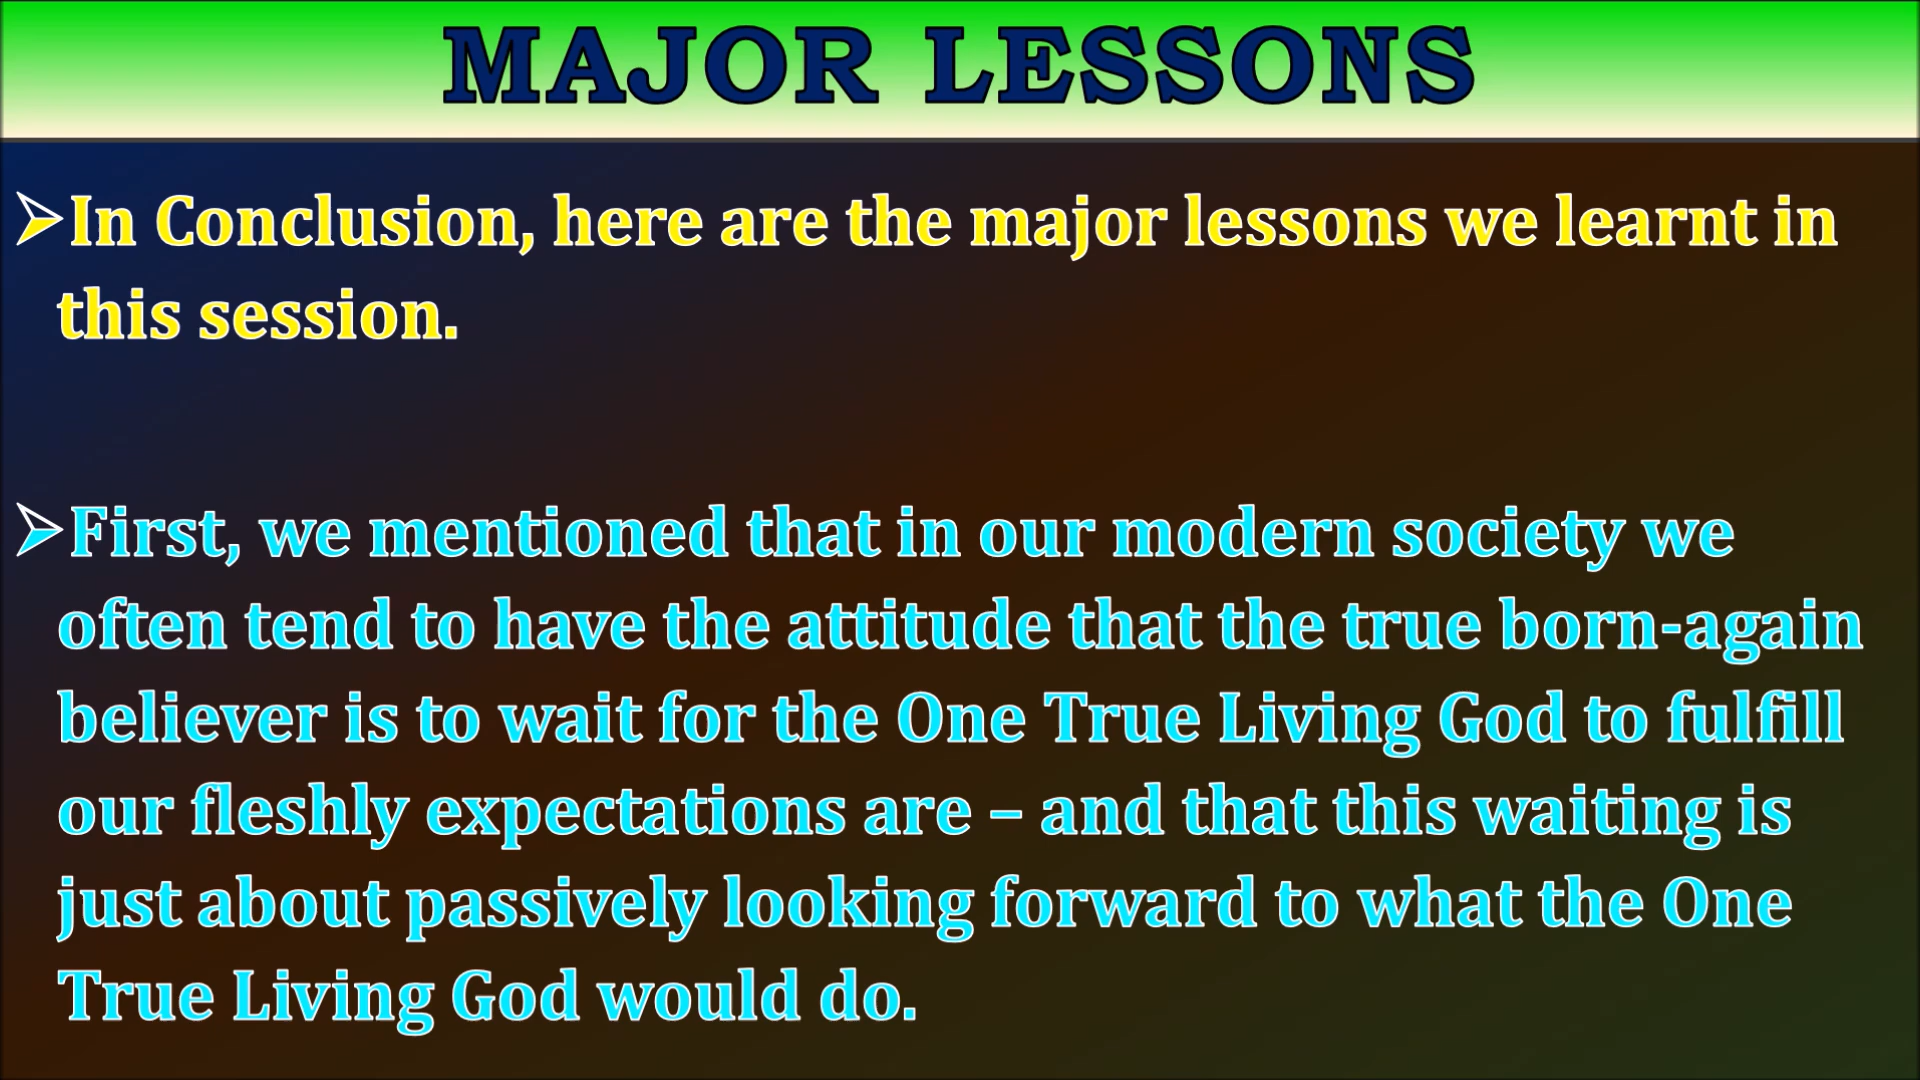 MAJOR LESSONS
➢In Conclusion, here are the major lessons we learnt in
this session.
➢First, we mentioned that in our modern society we
often tend to have the attitude that the true born-again
believer is to wait for the One True Living God to fulfill
our fleshly expectations are – and that this waiting is
just about passively looking forward to what the One
True Living God would do.